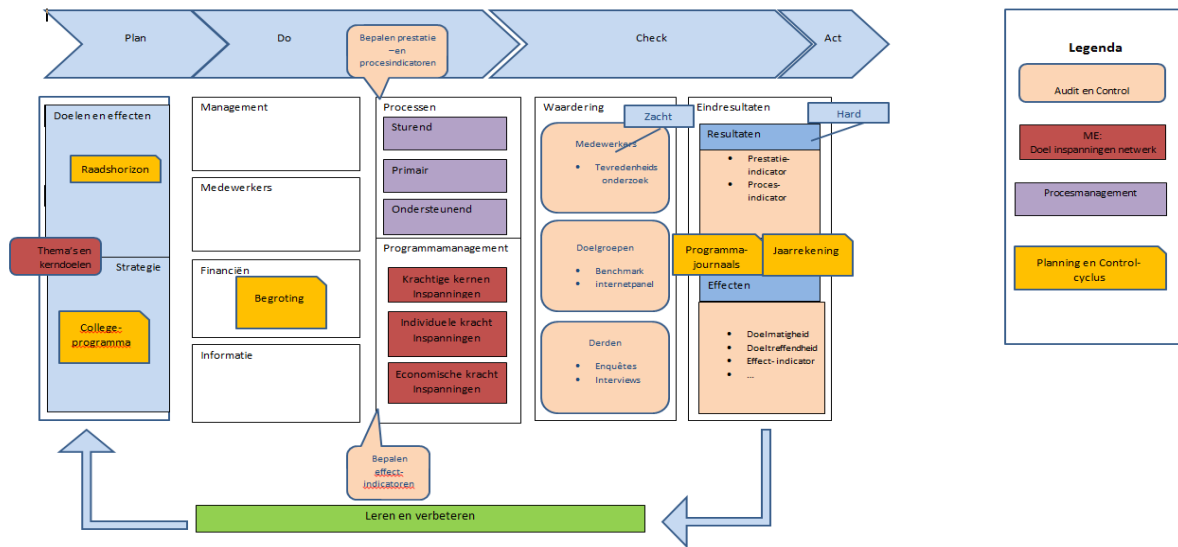 Plan
Do
Bepalen prestatie
–en
procesindicatoren
Check
Act
Doelen en effecten
Raadshorizon
Thema's en
kerndoelen
Strategie
College-
programma
Management
Medewerkers
Financiën
Begroting
Informatie
Processen
Sturend
Primair
Ondersteunend
Programmamanagement
Krachtige kernen
Inspanningen
Individuele kracht
Inspanningen
Economische kracht
Inspanningen
Bepalen
effect-
indicatoren
Waardering
Zacht
Medewerkers
• Tevredenheids
onderzoek
Doelgroepen
• Benchmark
• internetpanel
Derden
• Enquêtes
• Interviews
Eindresultaten
Hard
Resultaten
• Prestatie-
indicator
• Proces-
indicator
Programma-
journaals
Jaarrekening
Effecten
• Doelmatigheid
• Doeltreffendheid
• Effect- indicator
• ...
Leren en verbeteren
Legenda
Audit en Control
ME:
Doel inspanningen netwerk
Procesmanagement
Planning en Control-
cyclus